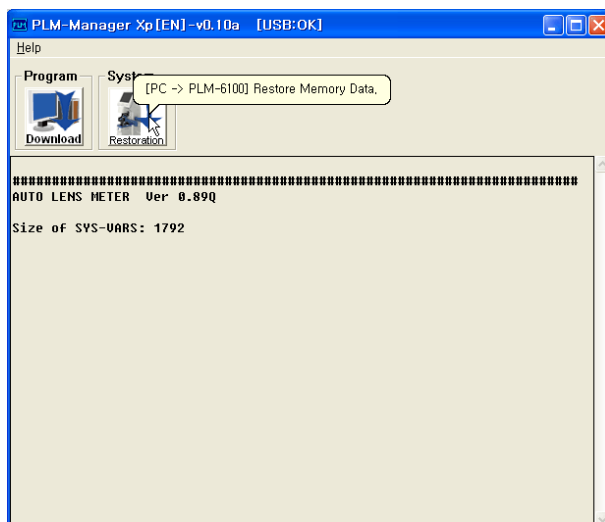 PLM-Manager Xp[EN]-v0.10a [USB:OK]
Help
Program
[PC -> PLM-6100] Restore Memory Data,
Download
Restoration
################################################################################
AUTO LENS METER Ver 0.89Q
Size of SYS-VARS: 1792